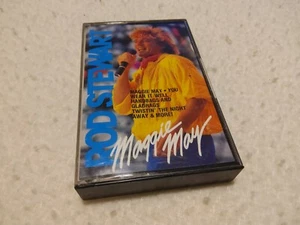 ROD STEWART
MAGGIE MAY • YOU
WEAR IT WELL
HANDBAGS AND
GLADRAGS
TWISTIN' THE NIGHT
AWAY & MORE!
Maggie
May